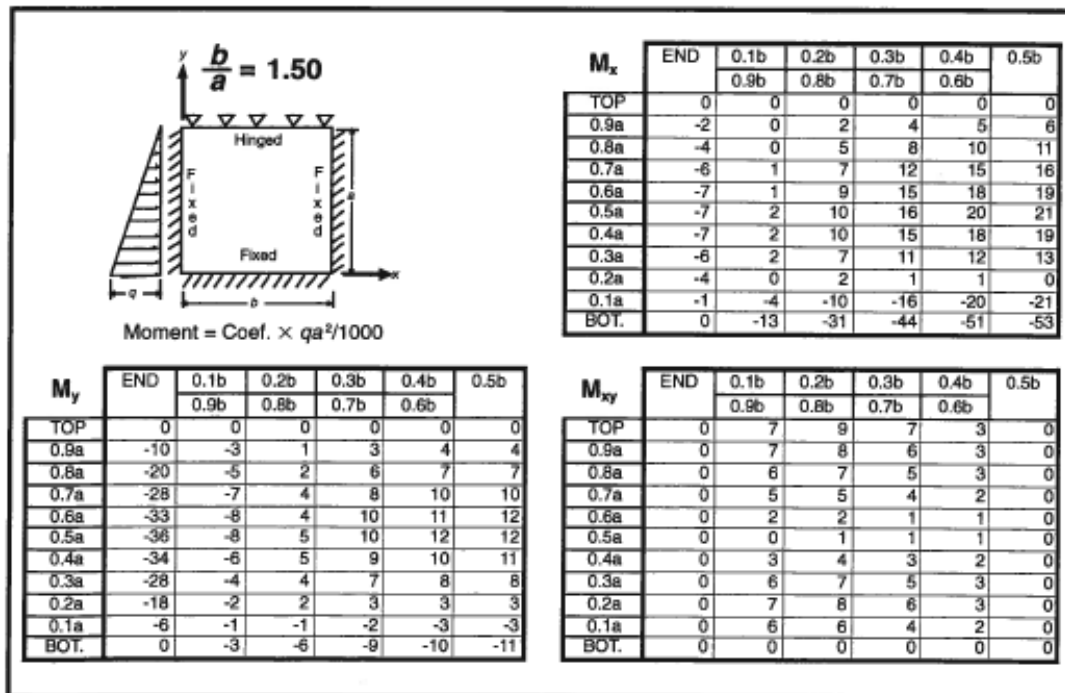 y
b/a = 1.50
Hinged
Fixed
Fixed
a
Fixed
x
q
b
Moment = Coef. × qa²/1000
Mx END 0.1b 0.2b 0.3b 0.4b 0.5b
0.9b 0.8b 0.7b 0.6b
TOP 0 0 0 0 0 0
0.9a -2 0 2 4 5 6
0.8a -4 0 5 8 10 11
0.7a -6 1 7 12 15 16
0.6a -7 1 9 15 18 19
0.5a -7 2 10 16 20 21
0.4a -7 2 10 15 18 19
0.3a -6 2 7 11 12 13
0.2a -4 0 2 1 1 0
0.1a -1 -4 -10 -16 -20 -21
BOT. 0 -13 -31 -44 -51 -53
My END 0.1b 0.2b 0.3b 0.4b 0.5b
0.9b 0.8b 0.7b 0.6b
TOP 0 0 0 0 0 0
0.9a -10 -3 1 3 4 4
0.8a -20 -5 2 6 7 7
0.7a -28 -7 4 8 10 10
0.6a -33 -8 4 10 11 12
0.5a -36 -8 5 10 12 12
0.4a -34 -6 5 9 10 11
0.3a -28 -4 4 7 8 8
0.2a -18 -2 2 3 3 3
0.1a -6 -1 -1 -2 -3 -3
BOT. 0 -3 -6 -9 -10 -11
Mxy END 0.1b 0.2b 0.3b 0.4b 0.5b
0.9b 0.8b 0.7b 0.6b
TOP 0 7 9 7 3 0
0.9a 0 7 8 6 3 0
0.8a 0 6 7 5 3 0
0.7a 0 5 5 4 2 0
0.6a 0 2 2 1 1 0
0.5a 0 0 1 1 1 0
0.4a 0 3 4 3 2 0
0.3a 0 6 7 5 3 0
0.2a 0 7 8 6 3 0
0.1a 0 6 6 4 2 0
BOT. 0 0 0 0 0 0